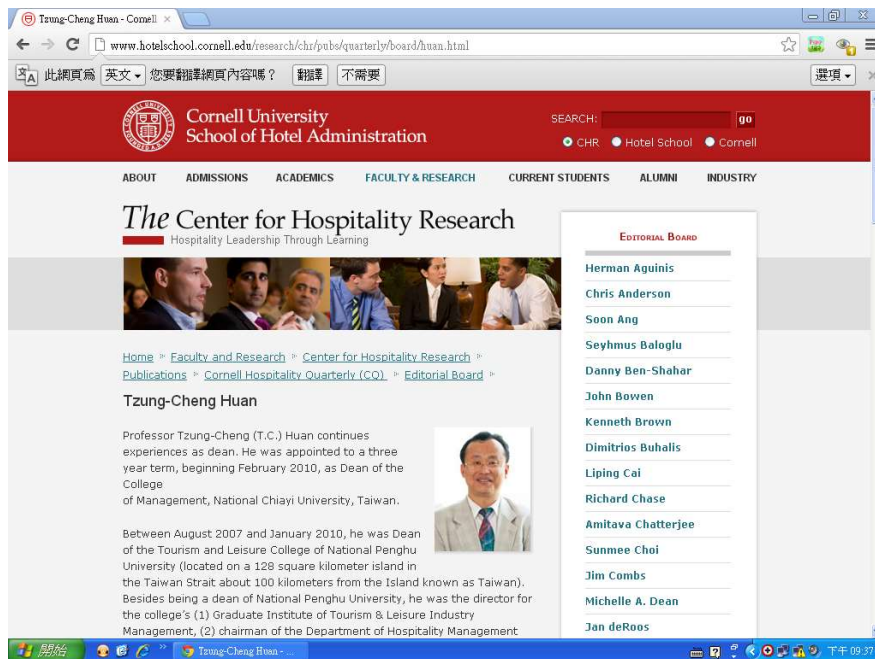 Tzung-Cheng Huan - Cornell
www.hotelschool.cornell.edu/research/chr/pubs/quarterly/board/huan.html
此網頁為 英文 您要翻譯網頁內容嗎？ 翻譯 不需要 選項
Cornell University
School of Hotel Administration
SEARCH: go
CHR Hotel School Cornell
ABOUT ADMISSIONS ACADEMICS FACULTY & RESEARCH CURRENT STUDENTS ALUMNI INDUSTRY
The Center for Hospitality Research
Hospitality Leadership Through Learning
Home » Faculty and Research » Center for Hospitality Research »
Publications » Cornell Hospitality Quarterly (CQ) » Editorial Board »
Tzung-Cheng Huan
Professor Tzung-Cheng (T.C.) Huan continues
experiences as dean. He was appointed to a three
year term, beginning February 2010, as Dean of the
College
of Management, National Chiayi University, Taiwan.
Between August 2007 and January 2010, he was Dean
of the Tourism and Leisure College of National Penghu
University (located on a 128 square kilometer island in
the Taiwan Strait about 100 kilometers from the Island known as Taiwan).
Besides being a dean of National Penghu University, he was the director for
the college's (1) Graduate Institute of Tourism & Leisure Industry
Management, (2) chairman of the Department of Hospitality Management
EDITORIAL BOARD
Herman Aguinis
Chris Anderson
Soon Ang
Seyhmus Baloglu
Danny Ben-Shahar
John Bowen
Kenneth Brown
Dimitrios Buhalis
Liping Cai
Richard Chase
Amitava Chatterjee
Sunmee Choi
Jim Combs
Michelle A. Dean
Jan deRoos
開始 Tzung-Cheng Huan - ... 下午 09:37